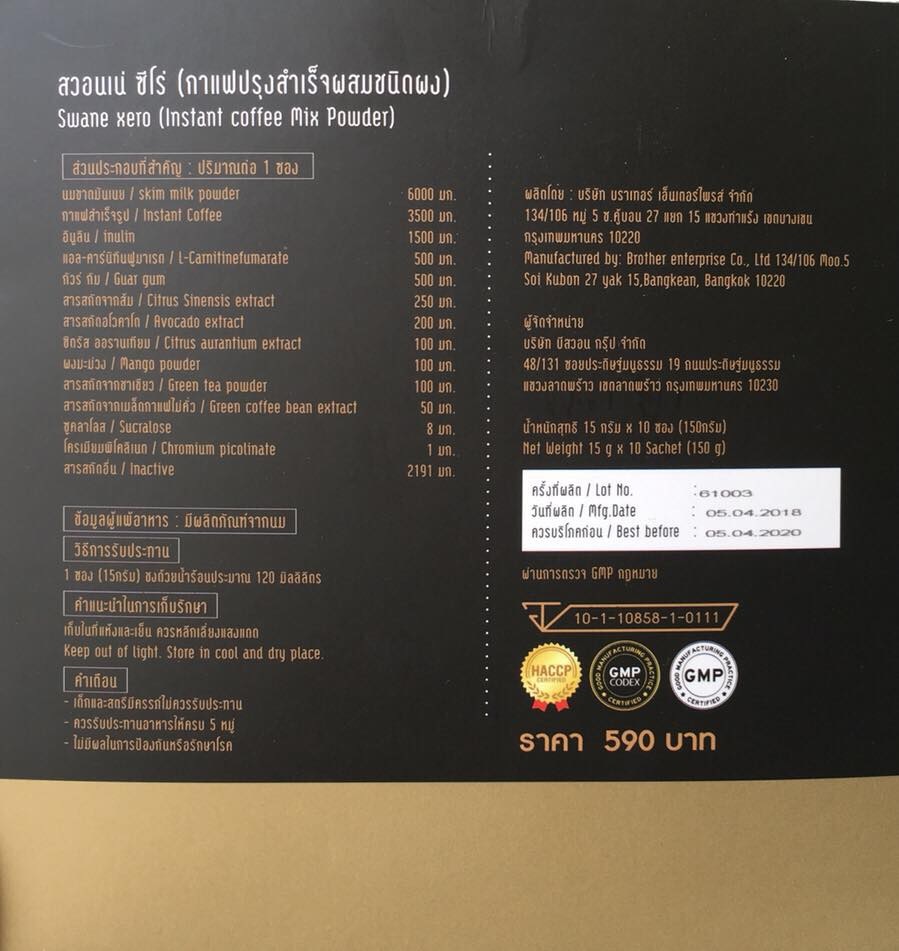 สวอนเน่ ซีโร่ (กาแฟปรุงสำเร็จผสมชนิดผง)
Swane xero (Instant coffee Mix Powder)
ส่วนประกอบที่สำคัญ : ปริมาณต่อ 1 ซอง
นมขาดมันเนย / skim milk powder 6000 มก.
กาแฟสำเร็จรูป / Instant Coffee 3500 มก.
อินูลิน / inulin 1500 มก.
แอล-คาร์นิทีนฟูมาเรต / L-Carnitinefumarate 500 มก.
กัวร์ กัม / Guar gum 500 มก.
สารสกัดจากส้ม / Citrus Sinensis extract 250 มก.
สารสกัดอโวคาโด / Avocado extract 200 มก.
ซิตรัส ออรานเทียม / Citrus aurantium extract 100 มก.
ผงมะม่วง / Mango powder 100 มก.
สารสกัดจากชาเขียว / Green tea powder 100 มก.
สารสกัดจากเมล็ดกาแฟไม่คั่ว / Green coffee bean extract 50 มก.
ซูคลาโลส / Sucralose 8 มก.
โครเมียมพิโคลิเนต / Chromium picolinate 1 มก.
สารสกัดอื่น / Inactive 2191 มก.
ข้อมูลผู้แพ้อาหาร : มีผลิตภัณฑ์จากนม
วิธีการรับประทาน
1 ซอง (15กรัม) ชงด้วยน้ำร้อนประมาณ 120 มิลลิลิตร
คำแนะนำในการเก็บรักษา
เก็บในที่แห้งและเย็น ควรหลีกเลี่ยงแสงแดด
Keep out of light. Store in cool and dry place.
คำเตือน
- เด็กและสตรีมีครรภ์ไม่ควรรับประทาน
- ควรรับประทานอาหารให้ครบ 5 หมู่
- ไม่มีผลในการป้องกันหรือรักษาโรค
ผลิตโดย : บริษัท บราเทอร์ เอ็นเตอร์ไพรส์ จำกัด
134/106 หมู่ 5 ซ.คู้บอน 27 แยก 15 แขวงท่าแร้ง เขตบางเขน
กรุงเทพมหานคร 10220
Manufactured by: Brother enterprise Co., Ltd 134/106 Moo.5
Soi Kubon 27 yak 15,Bangkean, Bangkok 10220
ผู้จัดจำหน่าย
บริษัท บีสวอน กรุ๊ป จำกัด
48/131 ซอยประดิษฐ์มนูธรรม 19 ถนนประดิษฐ์มนูธรรม
แขวงลาดพร้าว เขตลาดพร้าว กรุงเทพมหานคร 10230
น้ำหนักสุทธิ 15 กรัม x 10 ซอง (150กรัม)
Net Weight 15 g x 10 Sachet (150 g)
ครั้งที่ผลิต / Lot No. :61003
วันที่ผลิต / Mfg.Date : 05.04.2018
ควรบริโภคก่อน / Best before : 05.04.2020
ผ่านการตรวจ GMP กฎหมาย
10-1-10858-1-0111
HACCP
CERTIFIED
GOOD MANUFACTURING PRACTICE
GMP
CODEX
CERTIFIED
GOOD MANUFACTURING PRACTICE
GMP
CERTIFIED
ราคา 590 บาท